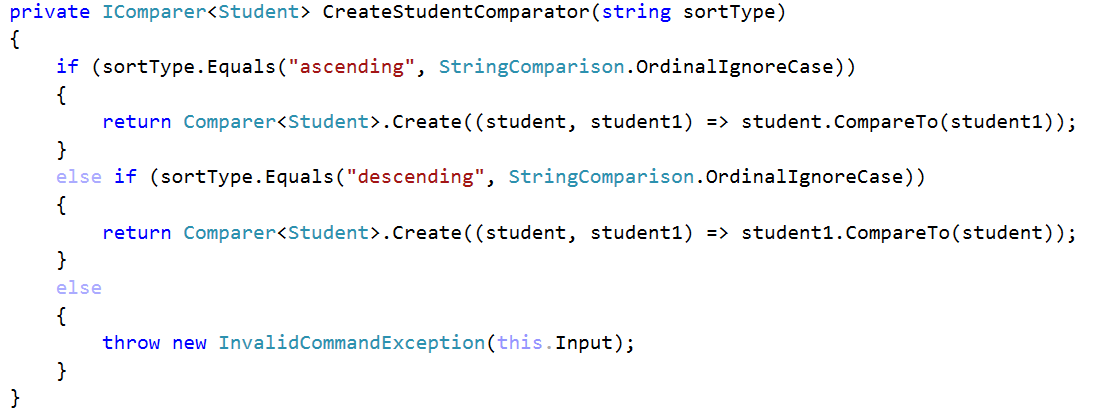 private IComparer<Student> CreateStudentComparator(string sortType)
{
    if (sortType.Equals("ascending", StringComparison.OrdinalIgnoreCase))
    {
        return Comparer<Student>.Create((student, student1) => student.CompareTo(student1));
    }
    else if (sortType.Equals("descending", StringComparison.OrdinalIgnoreCase))
    {
        return Comparer<Student>.Create((student, student1) => student1.CompareTo(student));
    }
    else
    {
        throw new InvalidCommandException(this.Input);
    }
}